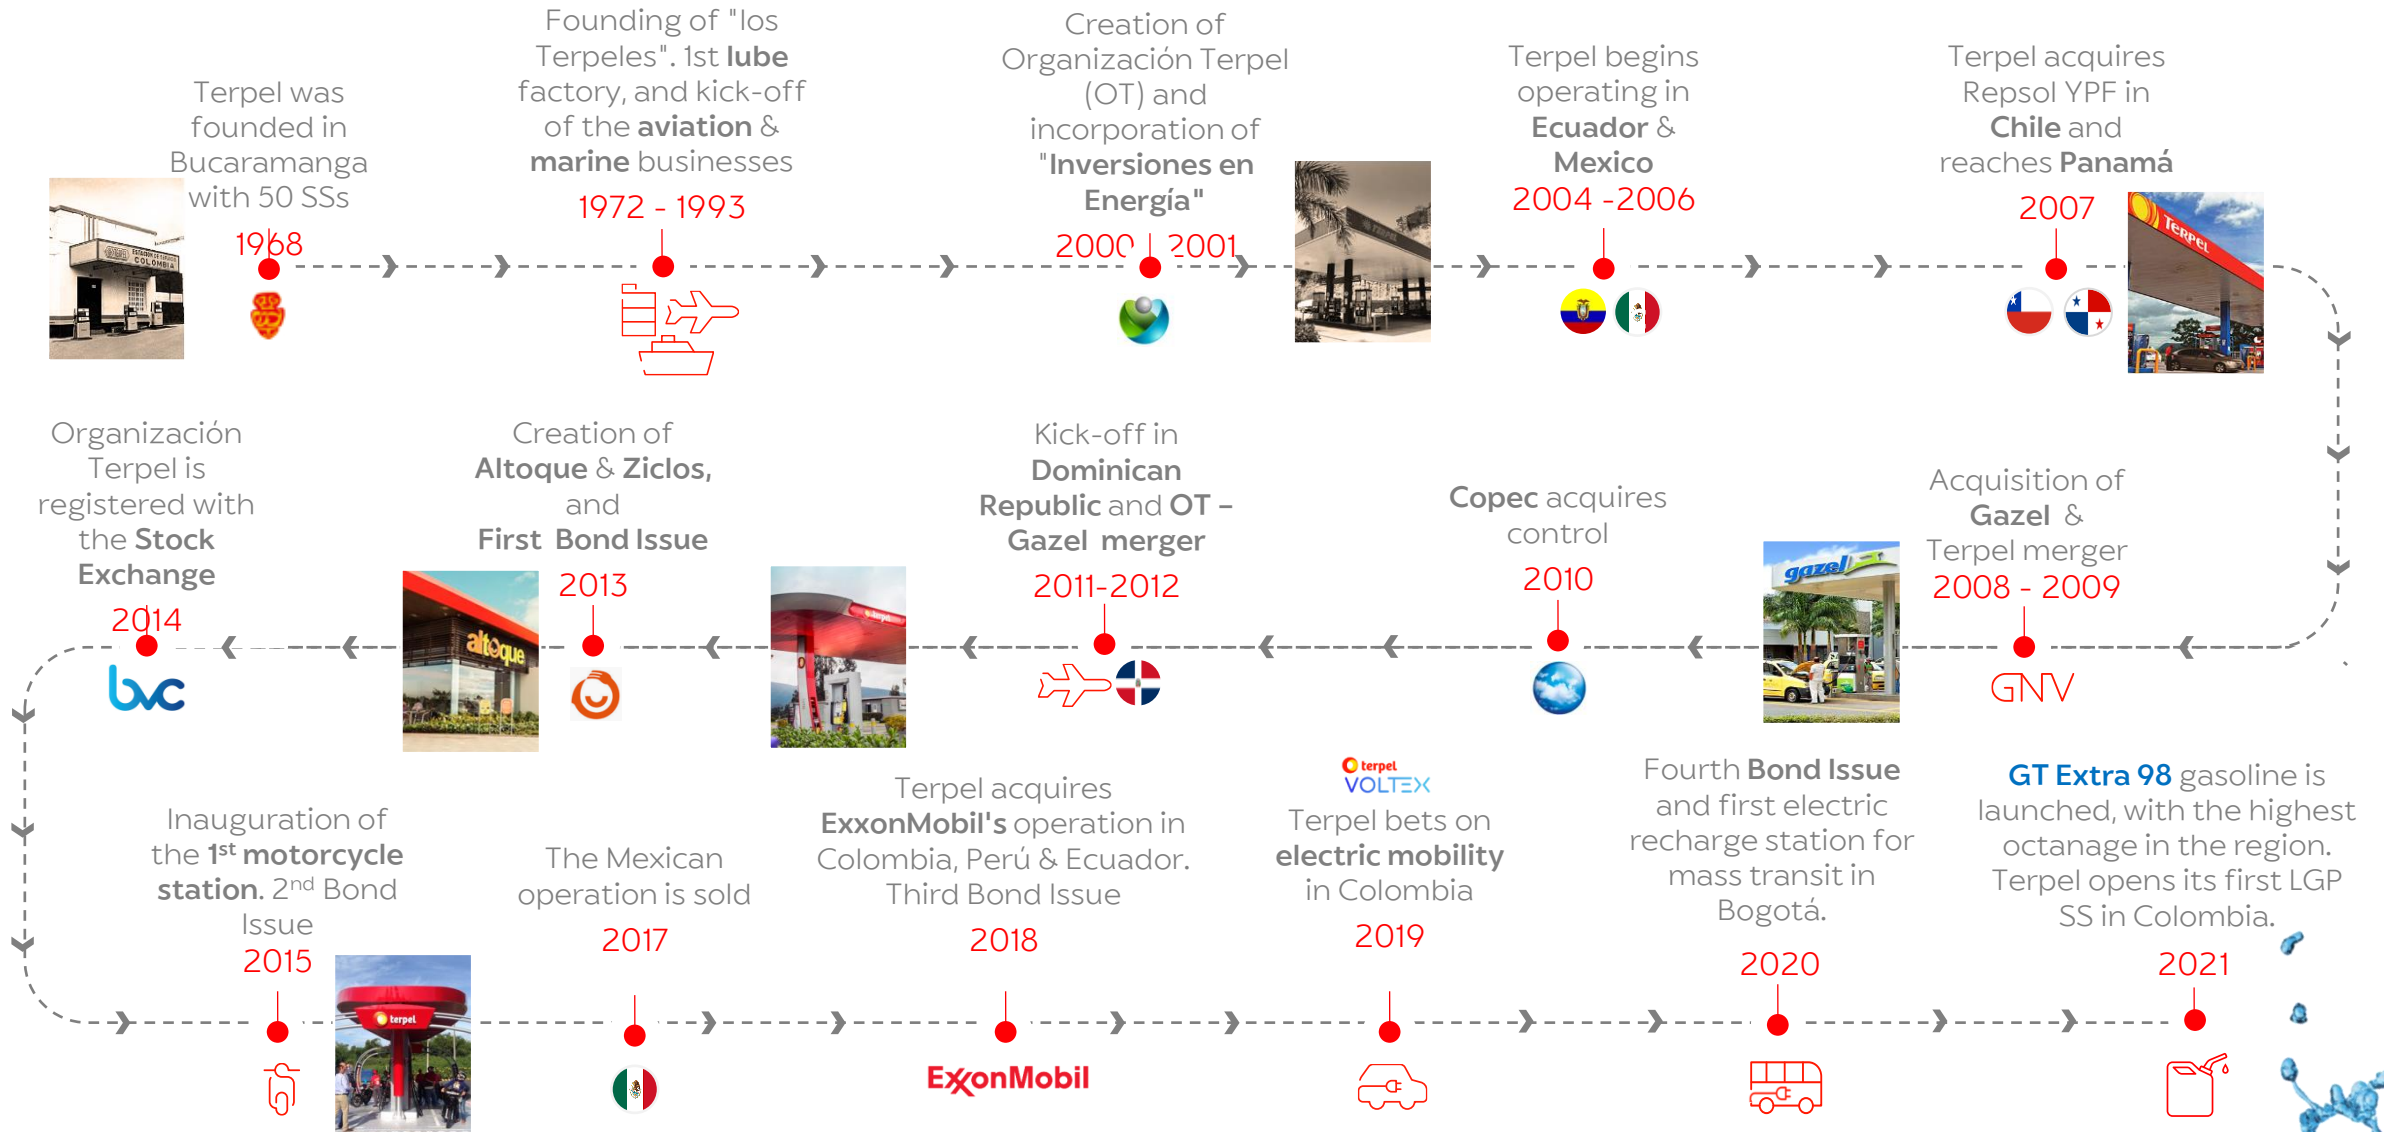 Terpel was
founded in
Bucaramanga
with 50 SSs
1968
ESTACION DE SERVICIO
COLOMBIA
Founding of "los
Terpeles". 1st lube
factory, and kick-off
of the aviation &
marine businesses
1972 - 1993
Creation of
Organización Terpel
(OT) and
incorporation of
"Inversiones en
Energía"
2000 2001
TERPEL
Terpel begins
operating in
Ecuador &
Mexico
2004 -2006
Terpel acquires
Repsol YPF in
Chile and
reaches Panamá
2007
TERPEL
Acquisition of
Gazel &
Terpel merger
2008 - 2009
GNV
gazel
Copec acquires
control
2010
Kick-off in
Dominican
Republic and OT –
Gazel merger
2011-2012
terpel
Creation of
Altoque & Ziclos,
and
First Bond Issue
2013
altoque
Organización
Terpel is
registered with
the Stock
Exchange
2014
bvc
Inauguration of
the 1st motorcycle
station. 2nd Bond
Issue
2015
terpel
The Mexican
operation is sold
2017
Terpel acquires
ExxonMobil's operation in
Colombia, Perú & Ecuador.
Third Bond Issue
2018
ExxonMobil
terpel
VOLTEX
Terpel bets on
electric mobility
in Colombia
2019
Fourth Bond Issue
and first electric
recharge station for
mass transit in
Bogotá.
2020
GT Extra 98 gasoline is
launched, with the highest
octanage in the region.
Terpel opens its first LGP
SS in Colombia.
2021